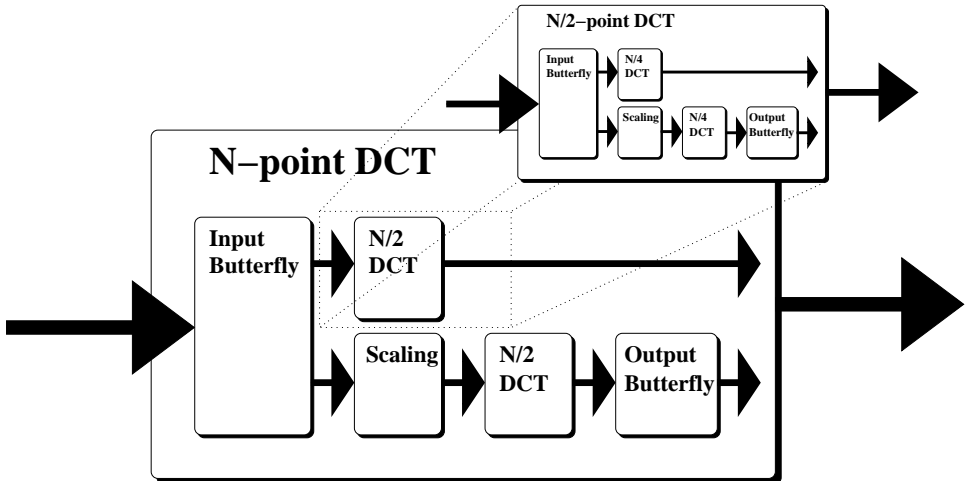 N/2−point DCT
Input
Butterfly
N/4
DCT
Scaling
N/4
DCT
Output
Butterfly
N−point DCT
Input
Butterfly
N/2
DCT
Scaling
N/2
DCT
Output
Butterfly